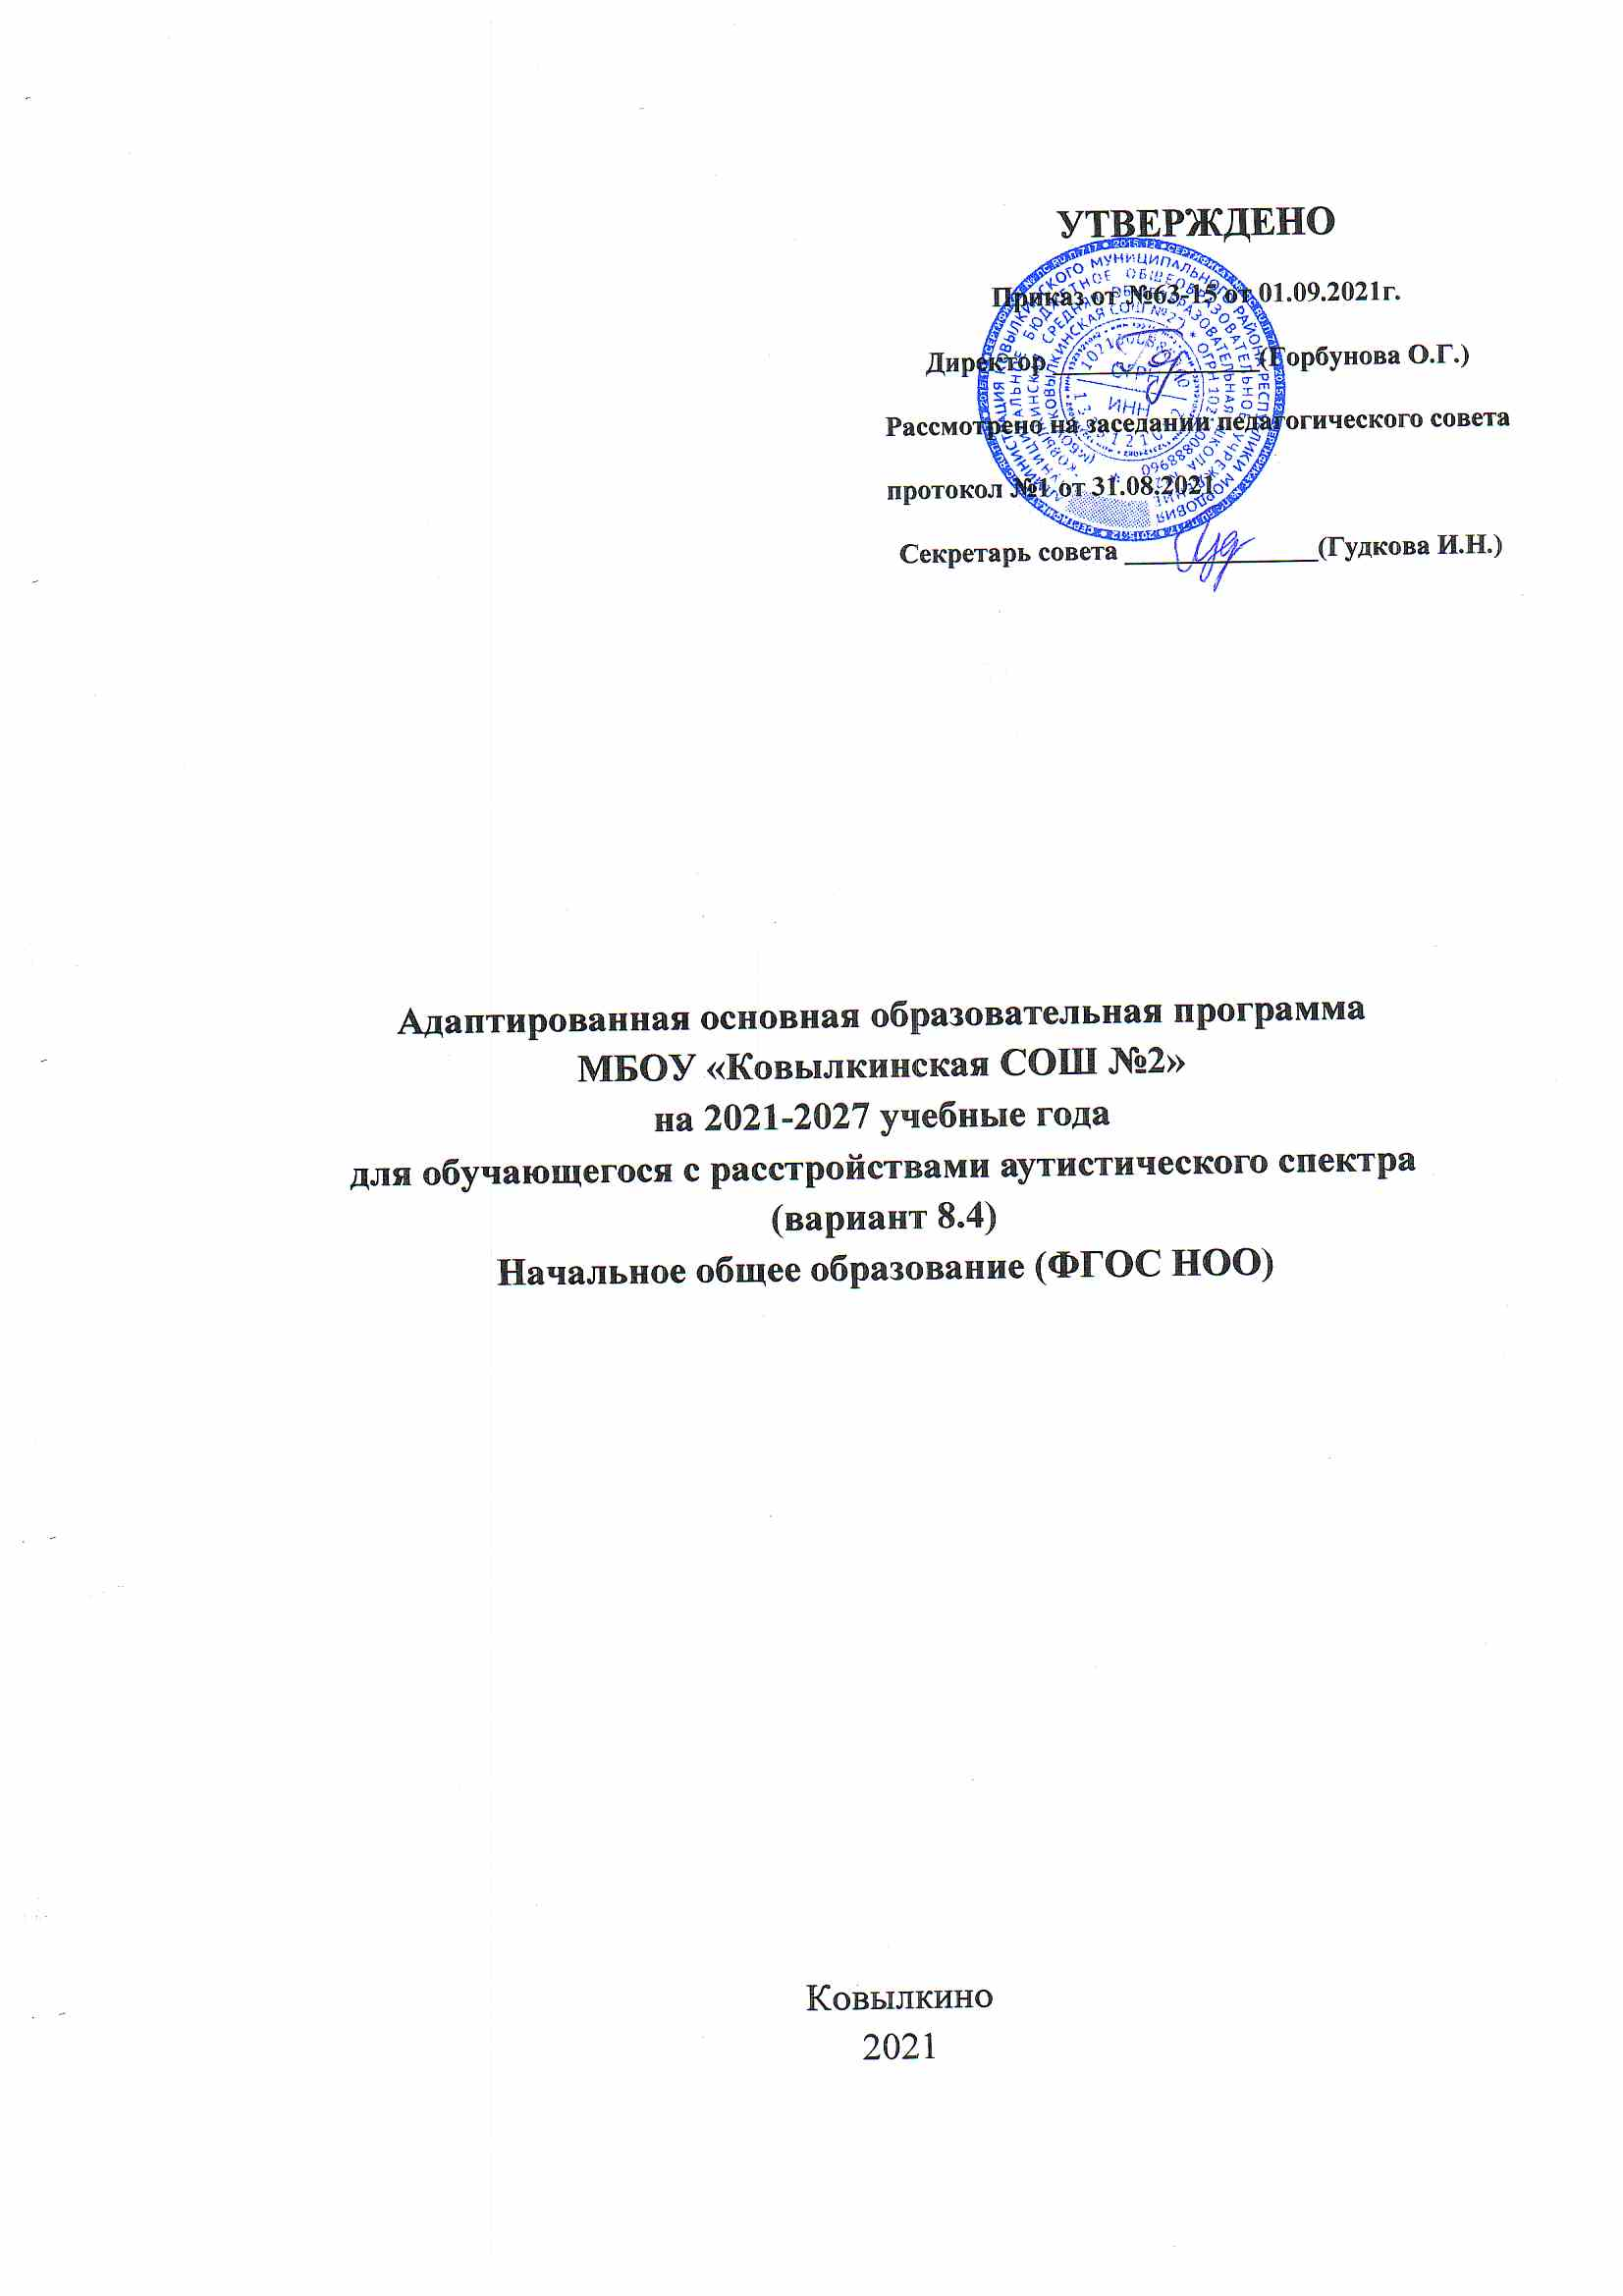 УТВЕРЖДЕНО
Приказ от №63-15 от 01.09.2021г.
Директор (Горбунова О.Г.)
Рассмотрено на заседании педагогического совета
протокол №1 от 31.08.2021
Секретарь совета (Гудкова И.Н.)
Адаптированная основная образовательная программа
МБОУ «Ковылкинская СОШ №2»
на 2021-2027 учебные года
для обучающегося с расстройствами аутистического спектра
(вариант 8.4)
Начальное общее образование (ФГОС НОО)
Ковылкино
2021